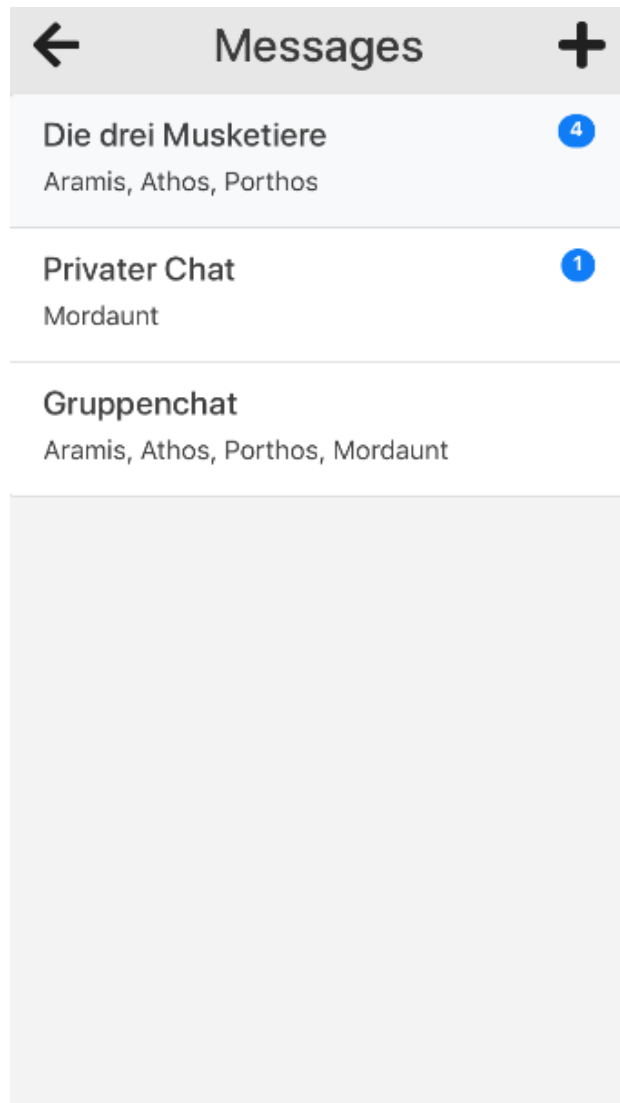 Messages
Die drei Musketiere
4
Aramis, Athos, Porthos
Privater Chat
1
Mordaunt
Gruppenchat
Aramis, Athos, Porthos, Mordaunt